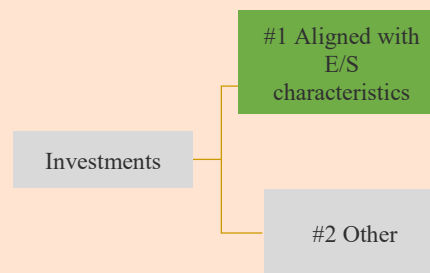 #1 Aligned with
E/S
characteristics
Investments
#2 Other